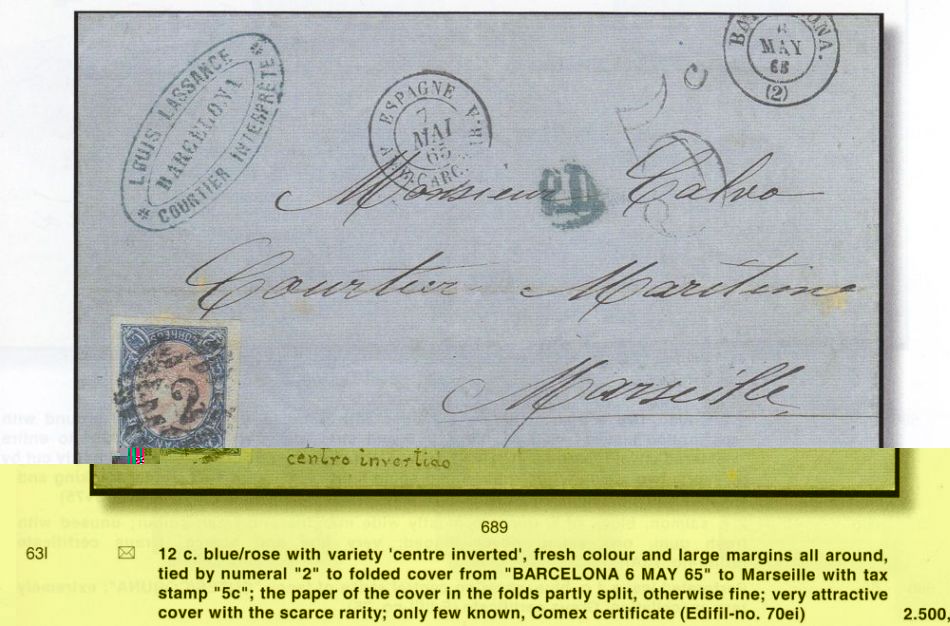 LOUIS LASSANCE
BARCELONA
COURTIER INTERPRÈTE
ESPAGNE
7
MAI
65
BARCELONA
6
MAY
65
(2)
Monsieur Calvo
Courtier Maritime
Marseille
CORREOS
2
centro invertido
689
63I
12 c. blue/rose with variety 'centre inverted', fresh colour and large margins all around,
tied by numeral "2" to folded cover from "BARCELONA 6 MAY 65" to Marseille with tax
stamp "5c"; the paper of the cover in the folds partly split, otherwise fine; very attractive
cover with the scarce rarity; only few known, Comex certificate (Edifil-no. 70ei)
2.500,